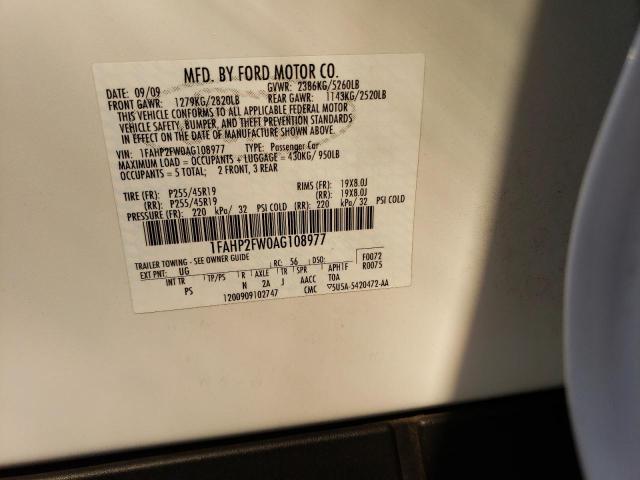 MFD. BY FORD MOTOR CO.
DATE: 09/09 GVWR: 2386KG/5260LB
FRONT GAWR: 1279KG/2820LB REAR GAWR: 1143KG/2520LB
THIS VEHICLE CONFORMS TO ALL APPLICABLE FEDERAL MOTOR
VEHICLE SAFETY, BUMPER, AND THEFT PREVENTION STANDARDS
IN EFFECT ON THE DATE OF MANUFACTURE SHOWN ABOVE.
VIN: 1FAHP2FW0AG108977 TYPE: Passenger Car
MAXIMUM LOAD = OCCUPANTS + LUGGAGE = 430KG/950LB
OCCUPANTS = 5 TOTAL; 2 FRONT, 3 REAR
TIRE (FR): P255/45R19 RIMS (FR): 19X8.0J
(RR): P255/45R19 (RR): 19X8.0J
PRESSURE (FR): 220 kPa/ 32 PSI COLD (RR): 220 kPa/ 32 PSI COLD
1FAHP2FW0AG108977
TRAILER TOWING - SEE OWNER GUIDE F0072
EXT PNT: UG RC: 56 DSO: R0075
INT TR TP/PS R AXLE TR SPR APHTF
PS N 2A J AACC TOA
1200909102747 CMC ▽5U5A-5420472-AA